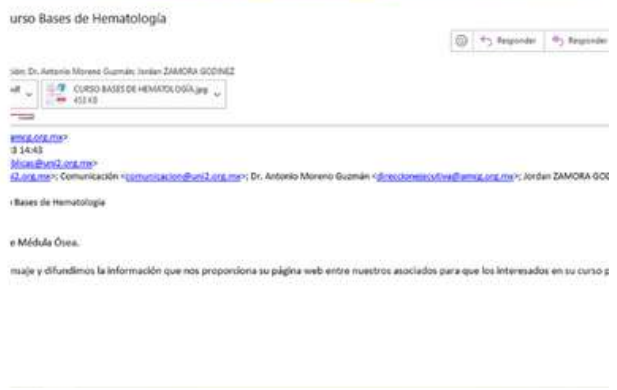 urso Bases de Hematología
Responder Responder
ción; Dr. Antonio Moreno Guzmán; Jordan ZAMORA GODINEZ
CURSO BASES DE HEMATOLOGÍA.jpg
453 KB
amcg.org.mx>
3 14:43
blicas@uni2.org.mx>
i2.org.mx>; Comunicación <comunicacion@uni2.org.mx>; Dr. Antonio Moreno Guzmán <direccionejecutiva@amcg.org.mx>; Jordan ZAMORA GOD
Bases de Hematología
e Médula Ósea.
nsaje y difundimos la información que nos proporciona su página web entre nuestros asociados para que los interesados en su curso p